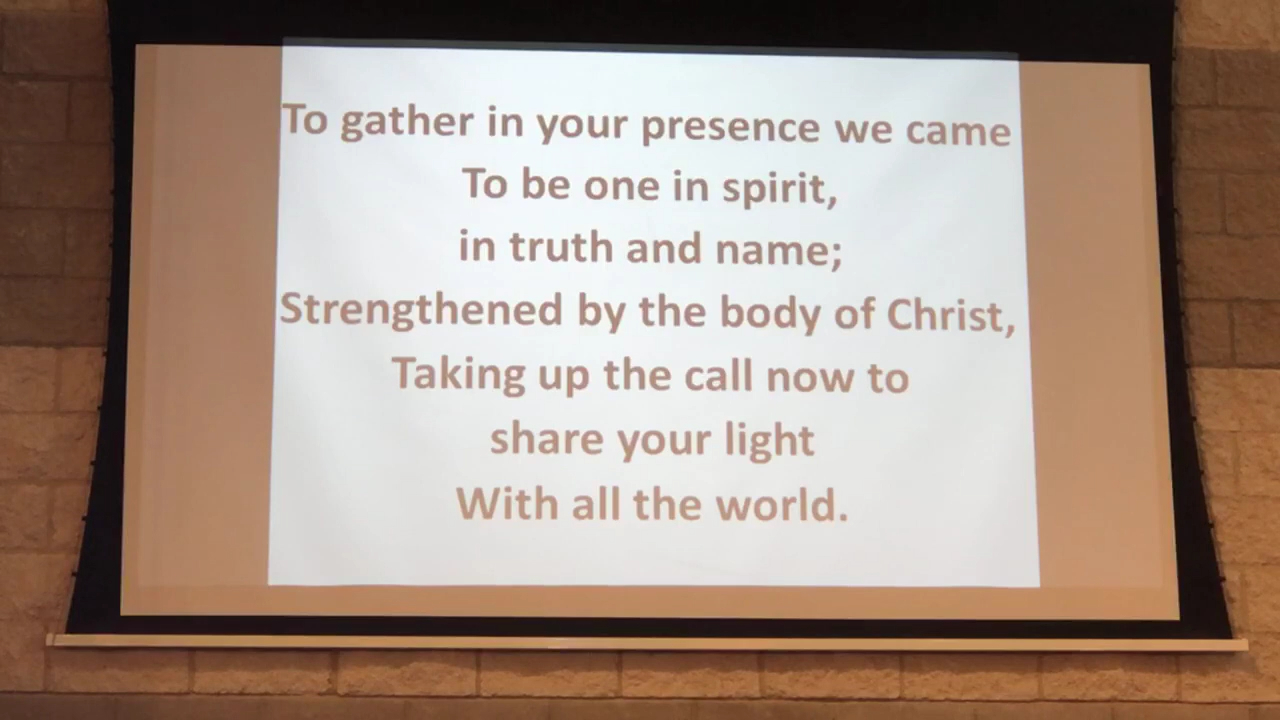 To gather in your presence we came
To be one in spirit,
in truth and name;
Strengthened by the body of Christ,
Taking up the call now to
share your light
With all the world.